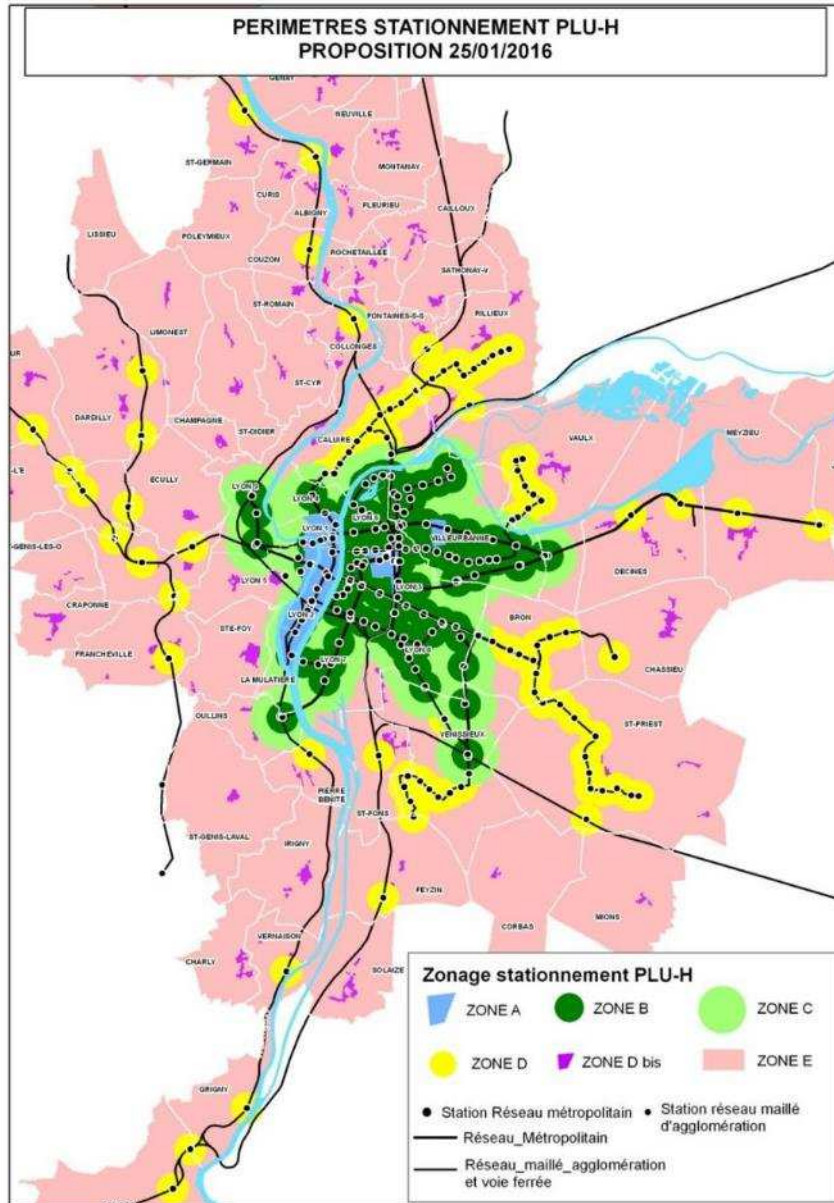 PERIMETRES STATIONNEMENT PLU-H
PROPOSITION 25/01/2016
GENAY
NEUVILLE
ST-GERMAIN
MONTANAY
CURIS
PLEURIEU
ALBIGNY
CAILLOUX
LISSIEU
POLEYMIEUX
COUZON
ROCHETAILLEE
SATHONAY-V
ST-ROMAIN
RILLIEUX
FONTAINES-S-S
LIMONEST
COLLONGES
ST-CYR
DARDILLY
CHAMPAGNE
ST-DIDIER
MEYZIEU
CALUIRE
VAULX
ECULLY
LYON 9
LYON 4
LYON 6
LYON 1
VILLEURBANNE
LYON 5
LYON 3
DECINES
CRAPONNE
LYON 2
BRON
STE-FOY
FRANCHEVILLE
LYON 7
LYON 8
CHASSIEU
LA MULATIERE
OULLINS
ST-PRIEST
VENISSIEUX
PIERRE
BENITE
ST-FONS
ST-GENIS-LAVAL
IRIGNY
FEYZIN
MIONS
CORBAS
VERNAISON
CHARLY
SOLAIZE
GRIGNY
Zonage stationnement PLU-H
ZONE A
ZONE B
ZONE C
ZONE D
ZONE D bis
ZONE E
Station Réseau métropolitain
Station réseau maillé
d'agglomération
Réseau_Métropolitain
Réseau_maillé_agglomération
et voie ferrée